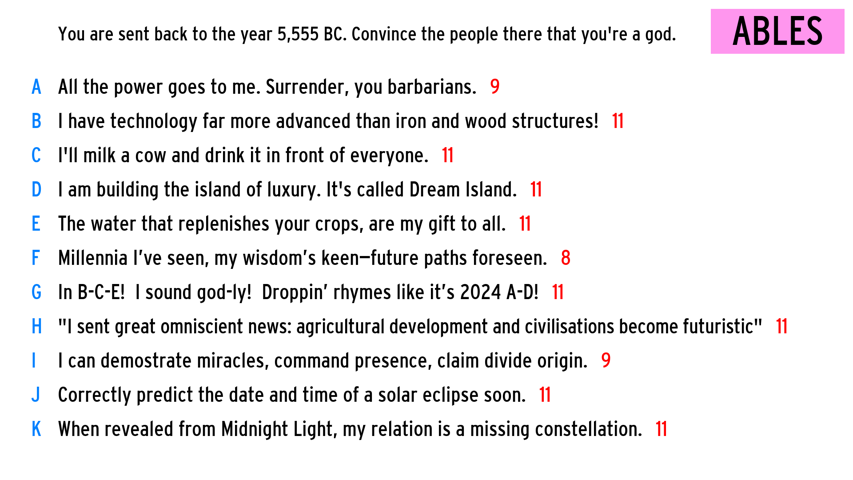 You are sent back to the year 5,555 BC. Convince the people there that you're a god.
ABLES
A All the power goes to me. Surrender, you barbarians. 9
B I have technology far more advanced than iron and wood structures! 11
C I'll milk a cow and drink it in front of everyone. 11
D I am building the island of luxury. It's called Dream Island. 11
E The water that replenishes your crops, are my gift to all. 11
F Millennia I’ve seen, my wisdom’s keen—future paths foreseen. 8
G In B-C-E!  I sound god-ly!  Droppin’ rhymes like it’s 2024 A-D! 11
H "I sent great omniscient news: agricultural development and civilisations become futuristic" 11
I I can demostrate miracles, command presence, claim divide origin. 9
J Correctly predict the date and time of a solar eclipse soon. 11
K When revealed from Midnight Light, my relation is a missing constellation. 11